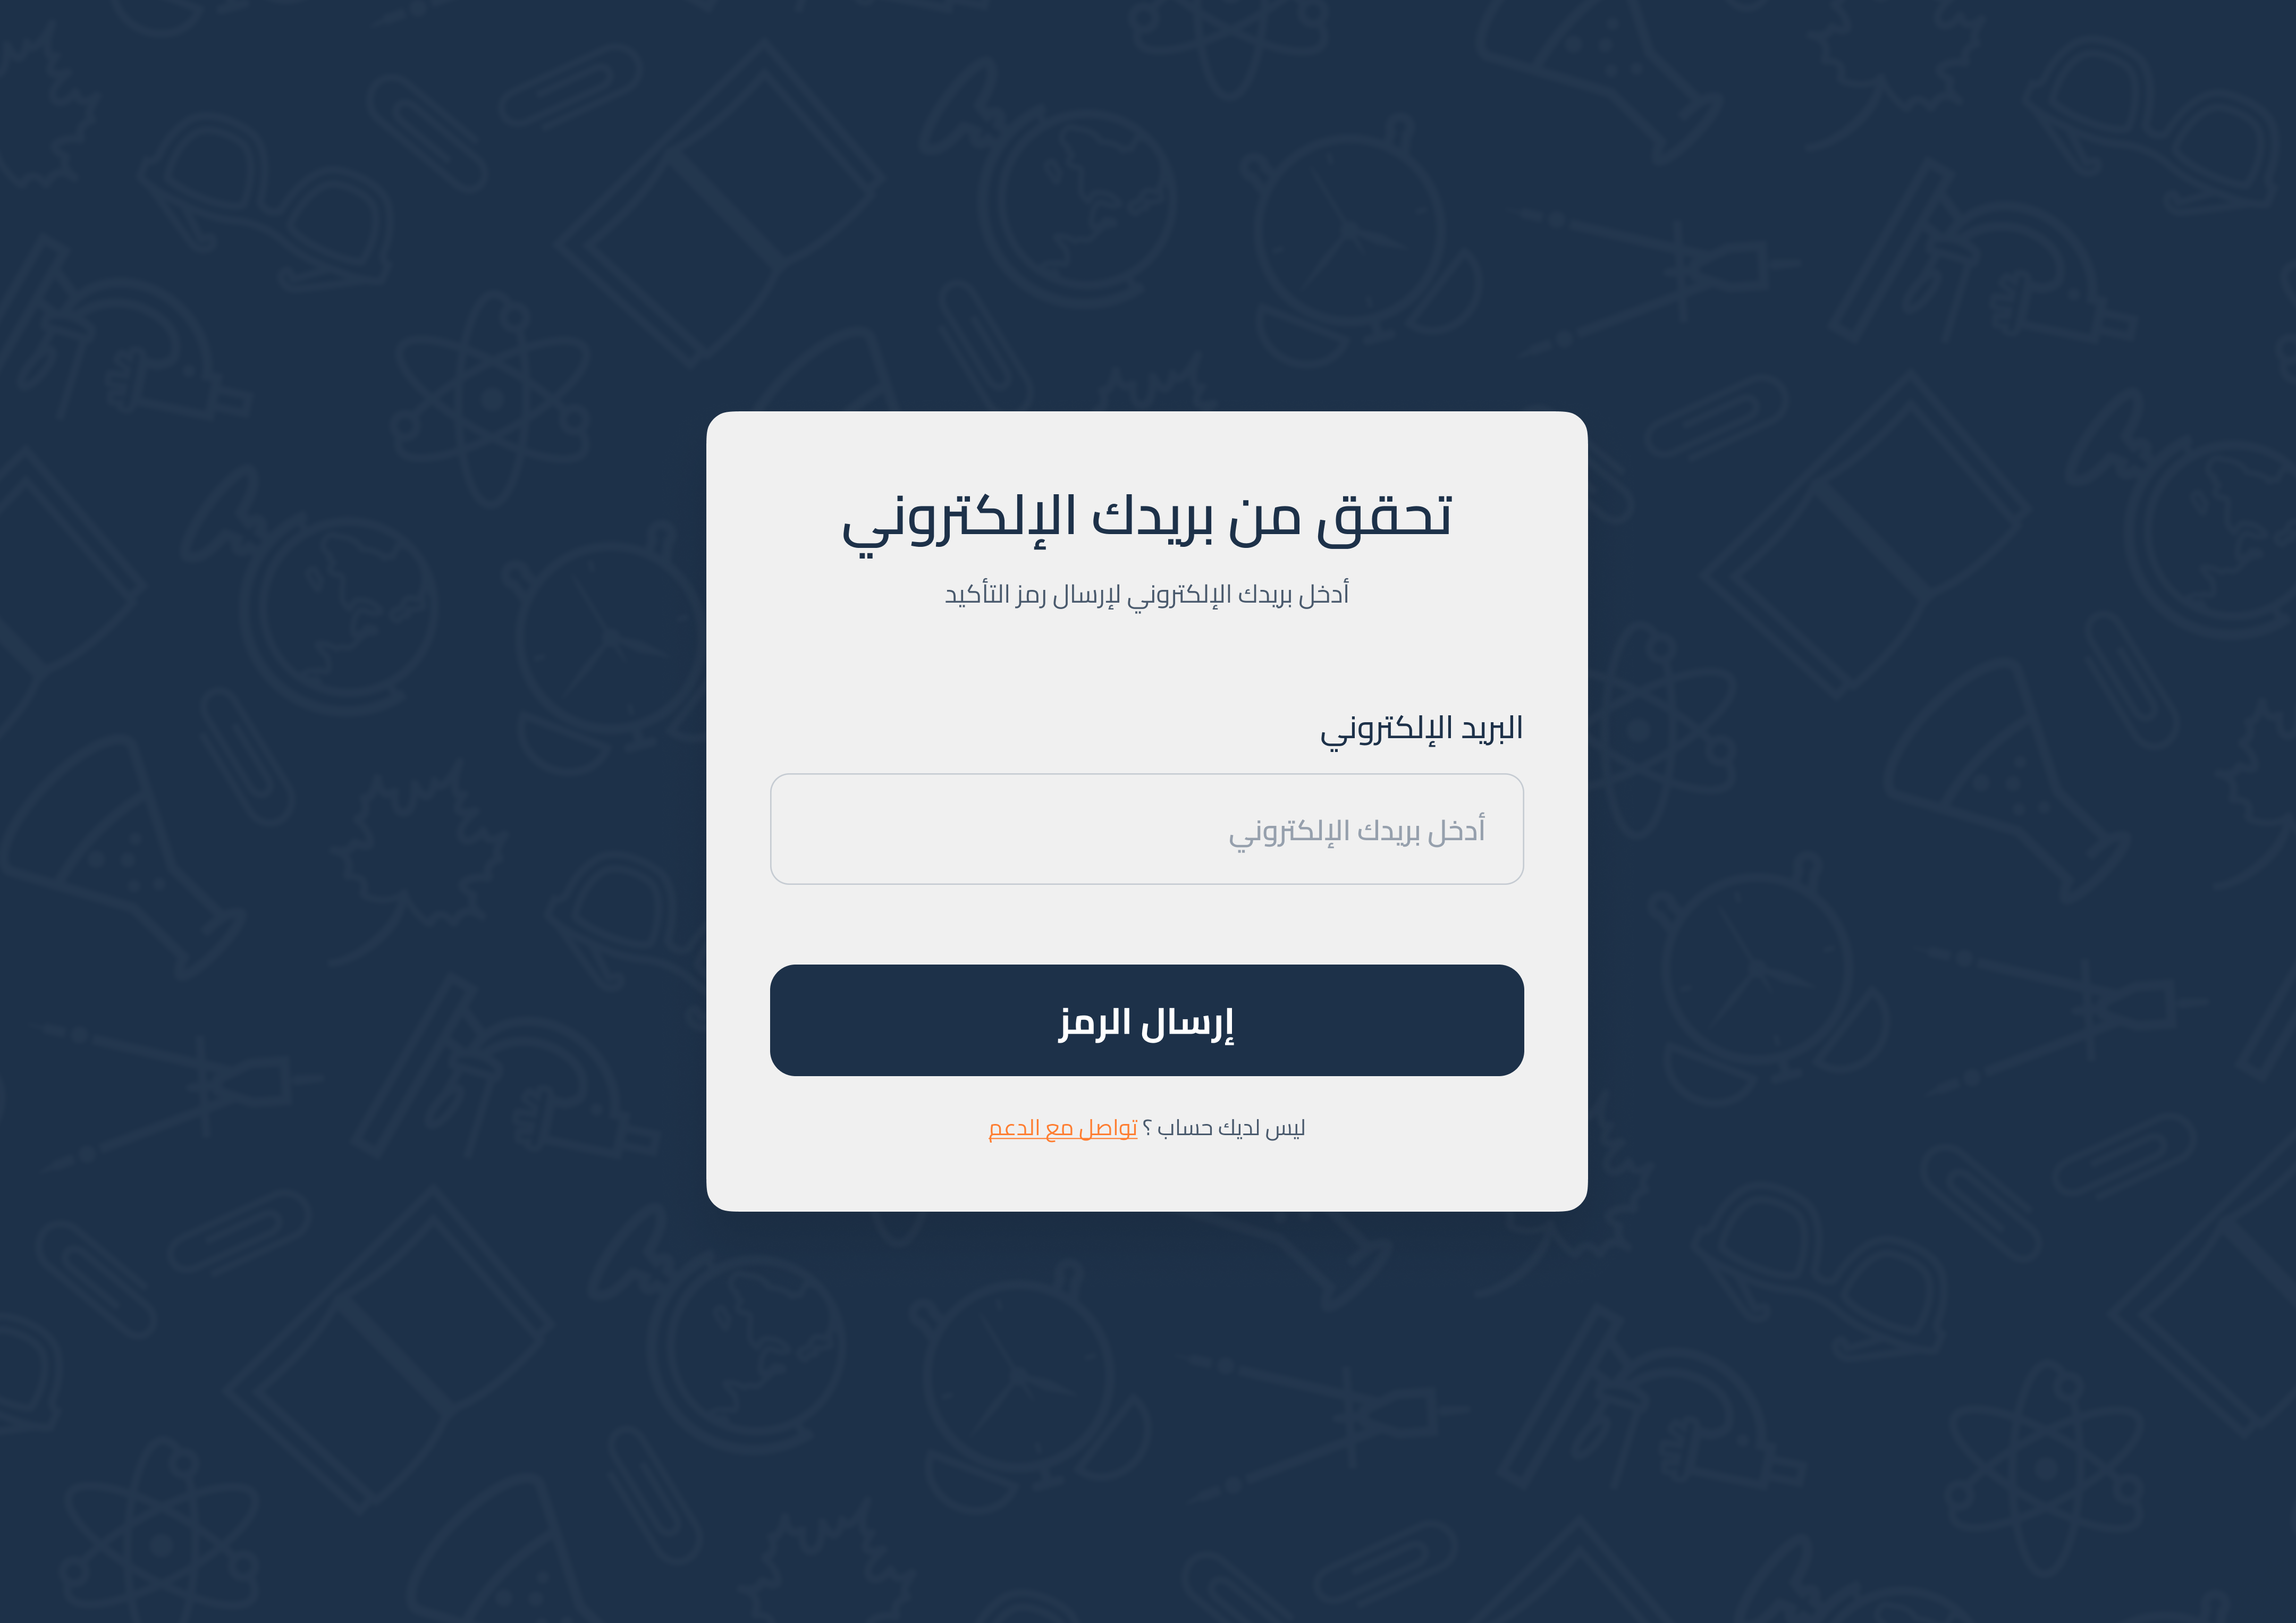 تحقق من بريدك الإلكتروني
أدخل بريدك الإلكتروني لإرسال رمز التأكيد
البريد الإلكتروني
أدخل بريدك الإلكتروني
إرسال الرمز
ليس لديك حساب ؟ تواصل مع الدعم